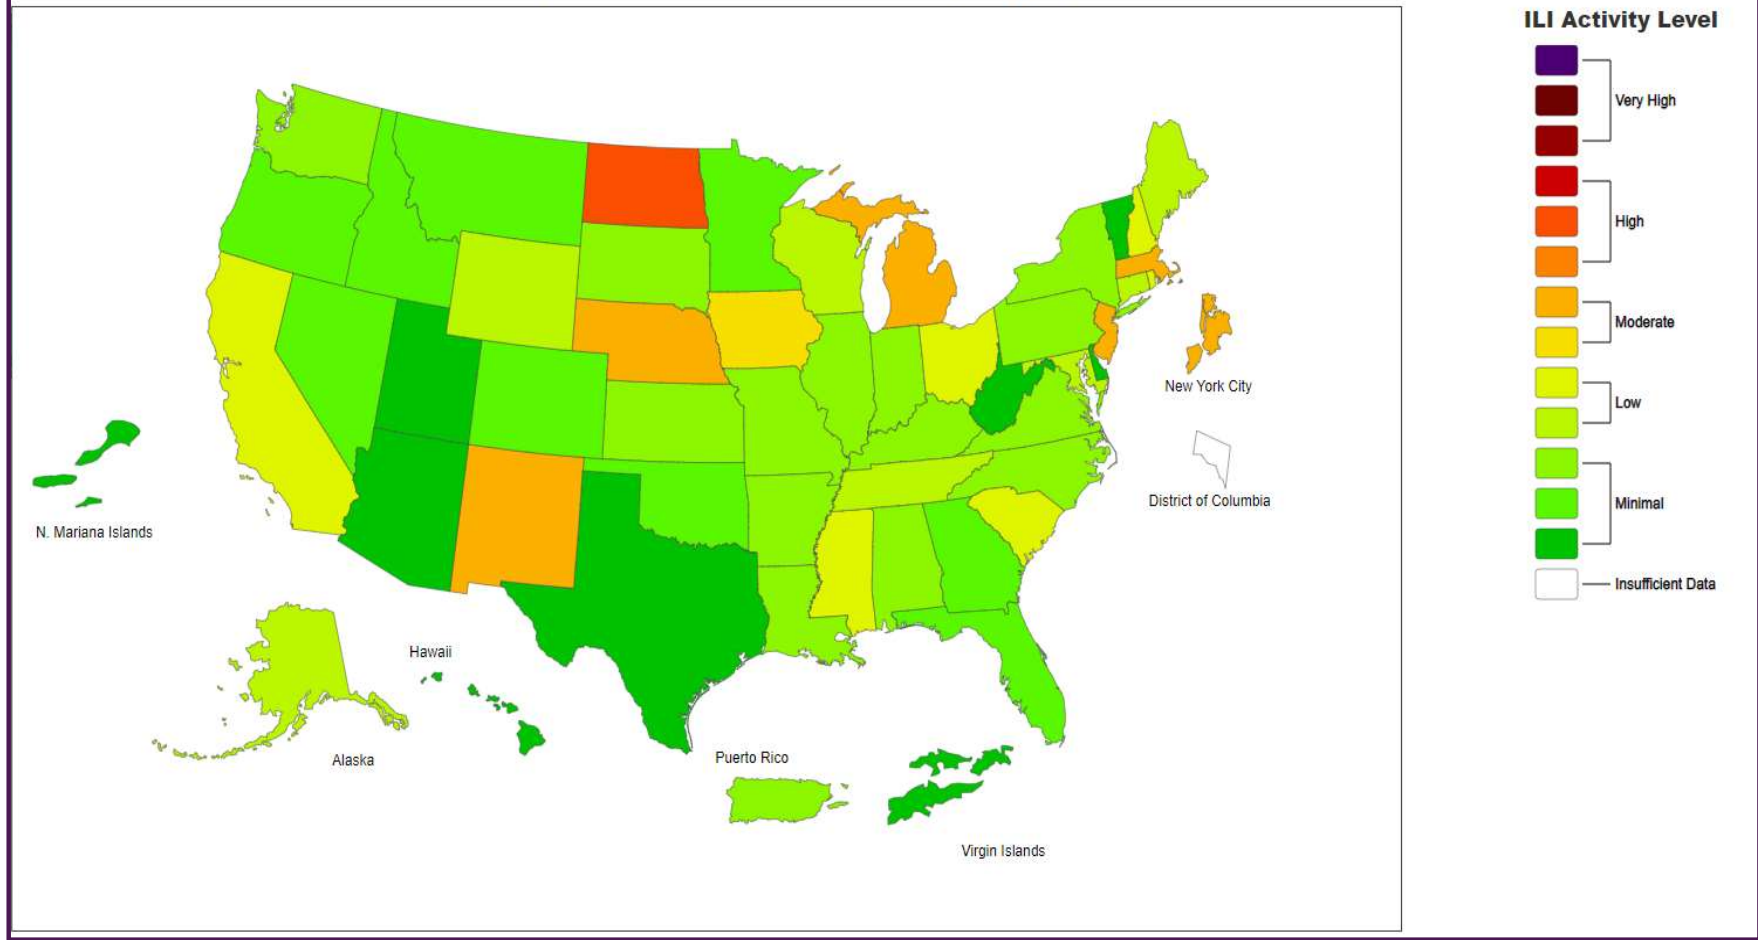 ILI Activity Level
Very High
High
Moderate
Low
Minimal
Insufficient Data
New York City
District of Columbia
N. Mariana Islands
Hawaii
Alaska
Puerto Rico
Virgin Islands